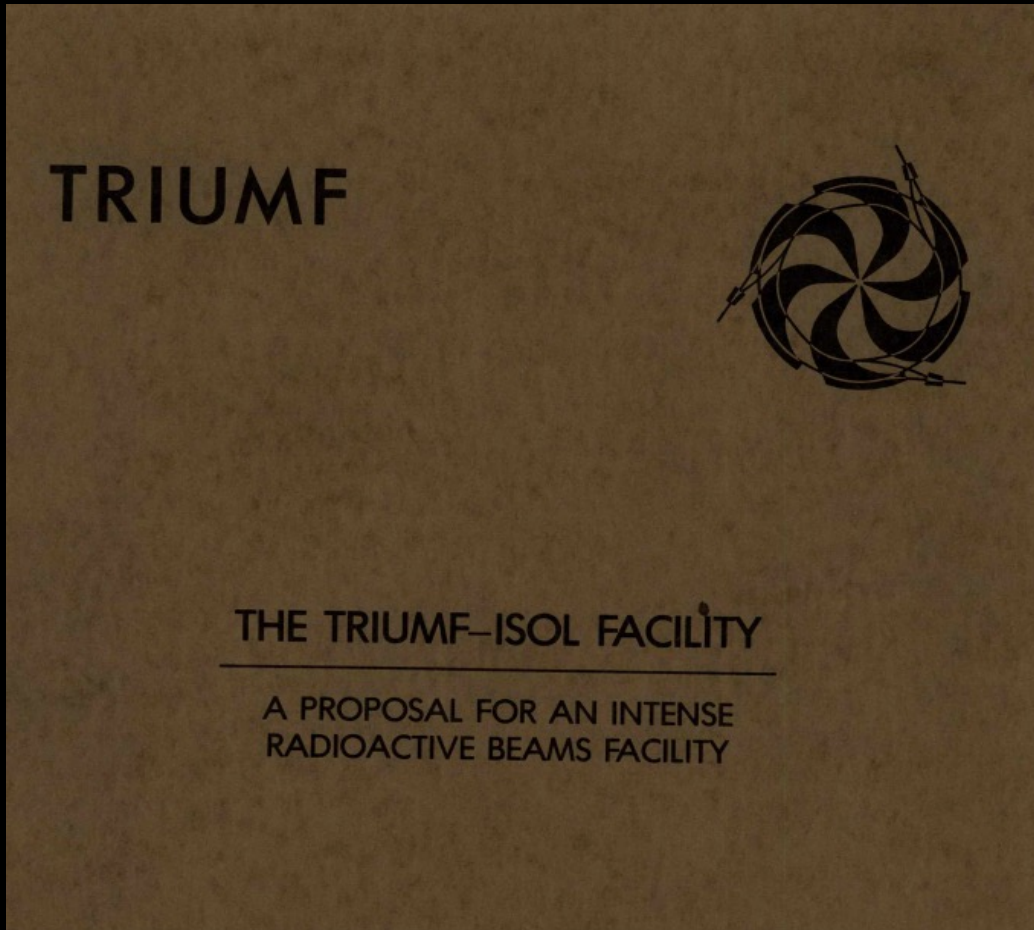 TRIUMF
THE TRIUMF–ISOL FACILITY
A PROPOSAL FOR AN INTENSE
RADIOACTIVE BEAMS FACILITY